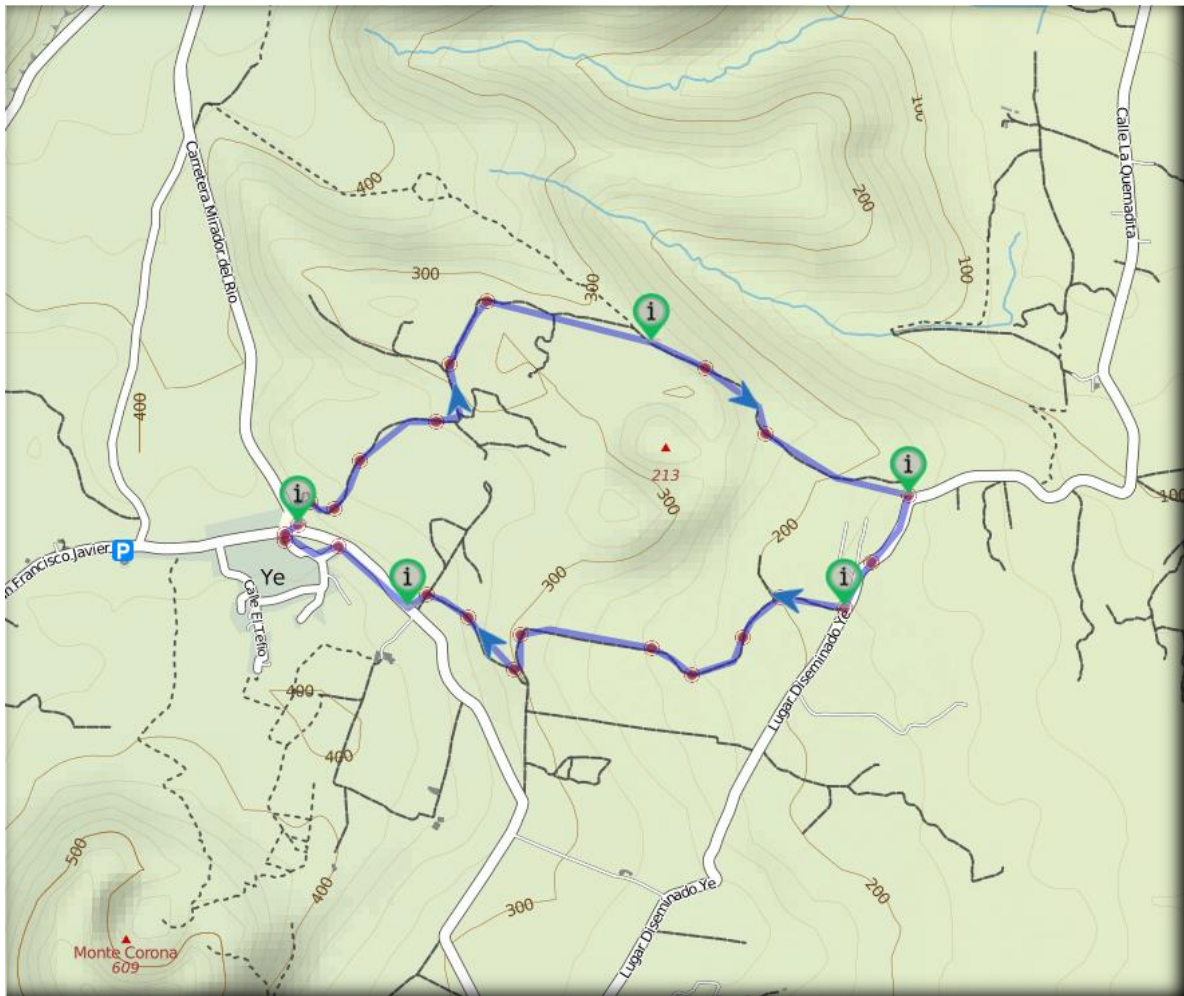 100
Calle La Quemadita
400
Carretera Mirador del Río
200
100
300
300
400
213
300
100
200
P
Francisco Javier
Ye
Calle El Tefio
300
400
400
Lugar Diseminado Ye
500
400
300
200
Lugar Diseminado Ye
Monte Corona
609
i
i
i
i
i